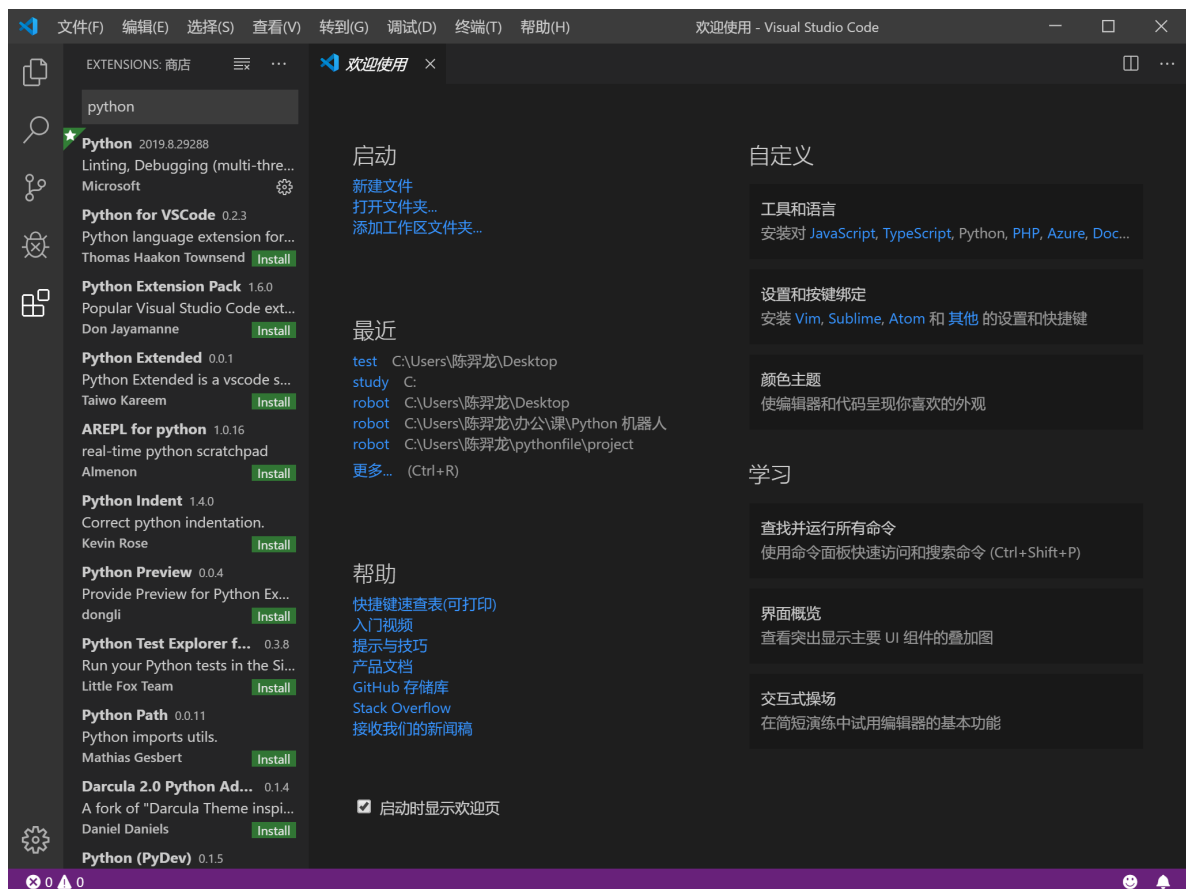 文件(F) 编辑(E) 选择(S) 查看(V) 转到(G) 调试(D) 终端(T) 帮助(H) 欢迎使用 - Visual Studio Code
EXTENSIONS: 商店
python
Python 2019.8.29288
Linting, Debugging (multi-thre...
Microsoft
Python for VSCode 0.2.3
Python language extension for...
Thomas Haakon Townsend Install
Python Extension Pack 1.6.0
Popular Visual Studio Code ext...
Don Jayamanne Install
Python Extended 0.0.1
Python Extended is a vscode s...
Taiwo Kareem Install
AREPL for python 1.0.16
real-time python scratchpad
Almenon Install
Python Indent 1.4.0
Correct python indentation.
Kevin Rose Install
Python Preview 0.0.4
Provide Preview for Python Ex...
dongli Install
Python Test Explorer f... 0.3.8
Run your Python tests in the Si...
Little Fox Team Install
Python Path 0.0.11
Python imports utils.
Mathias Gesbert Install
Darcula 2.0 Python Ad... 0.1.4
A fork of "Darcula Theme inspi...
Daniel Daniels Install
Python (PyDev) 0.1.5
欢迎使用
启动
新建文件
打开文件夹...
添加工作区文件夹...
最近
test C:\Users\陈羿龙\Desktop
study C:
robot C:\Users\陈羿龙\Desktop
robot C:\Users\陈羿龙\办公\课\Python 机器人
robot C:\Users\陈羿龙\pythonfile\project
更多... (Ctrl+R)
帮助
快捷键速查表(可打印)
入门视频
提示与技巧
产品文档
GitHub 存储库
Stack Overflow
接收我们的新闻稿
启动时显示欢迎页
自定义
工具和语言
安装对 JavaScript, TypeScript, Python, PHP, Azure, Doc...
设置和按键绑定
安装 Vim, Sublime, Atom 和 其他 的设置和快捷键
颜色主题
使编辑器和代码呈现你喜欢的外观
学习
查找并运行所有命令
使用命令面板快速访问和搜索命令 (Ctrl+Shift+P)
界面概览
查看突出显示主要 UI 组件的叠加图
交互式操场
在简短演练中试用编辑器的基本功能
0 0